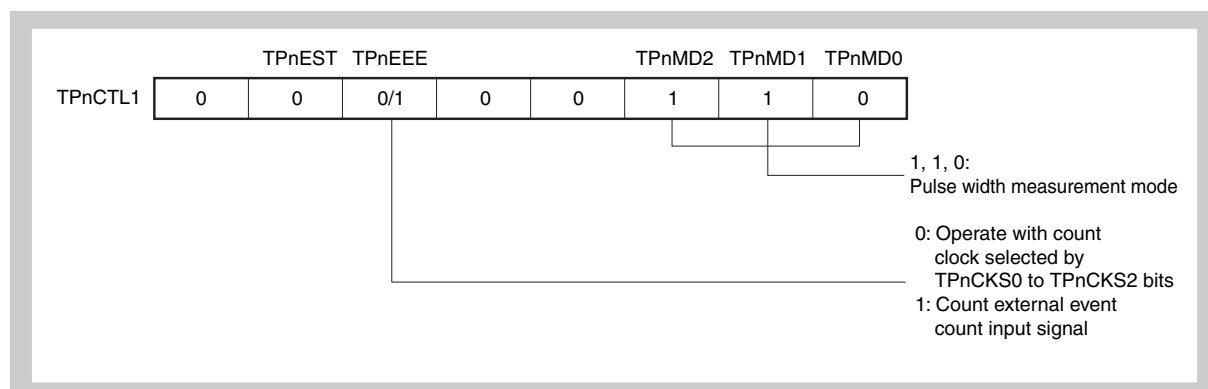 TPnEST TPnEEE TPnMD2 TPnMD1 TPnMD0
TPnCTL1 0 0 0/1 0 0 1 1 0
1, 1, 0:
Pulse width measurement mode
0: Operate with count
clock selected by
TPnCKS0 to TPnCKS2 bits
1: Count external event
count input signal